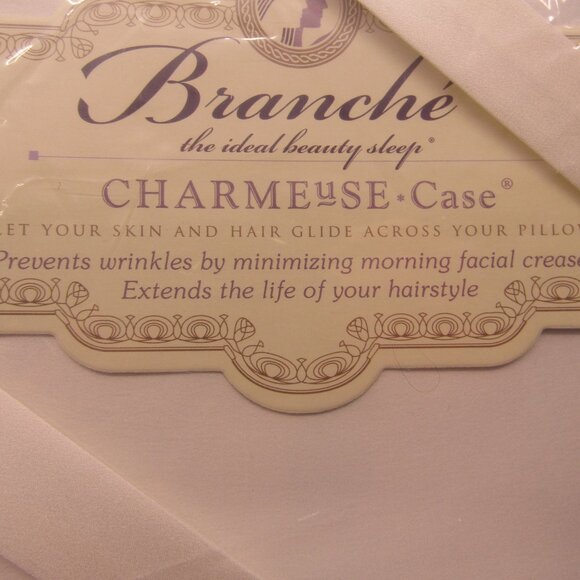 Branché
the ideal beauty sleep®
CHARMEuSE*Case®
LET YOUR SKIN AND HAIR GLIDE ACROSS YOUR PILLOW
Prevents wrinkles by minimizing morning facial crease
Extends the life of your hairstyle